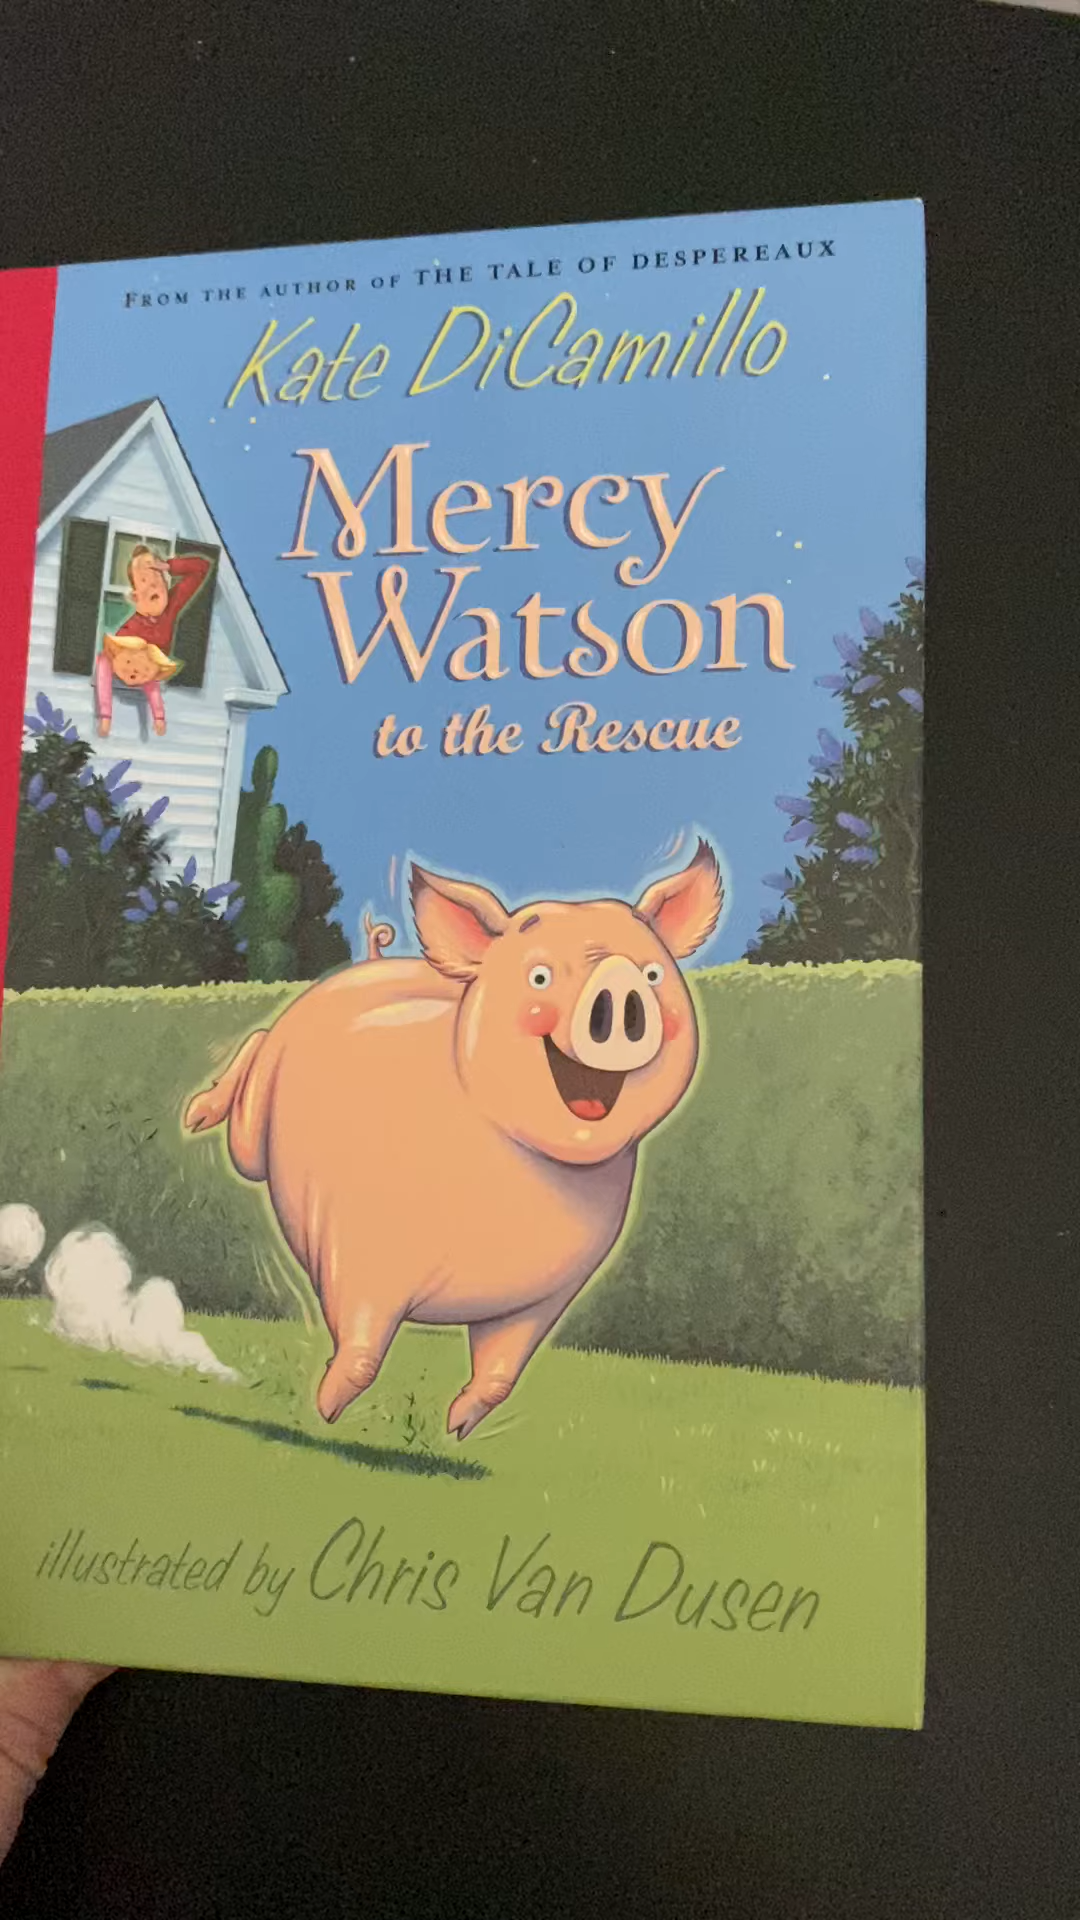 FROM THE AUTHOR OF THE TALE OF DESPEREAUX
Kate DiCamillo
Mercy
Watson
to the Rescue
illustrated by Chris Van Dusen